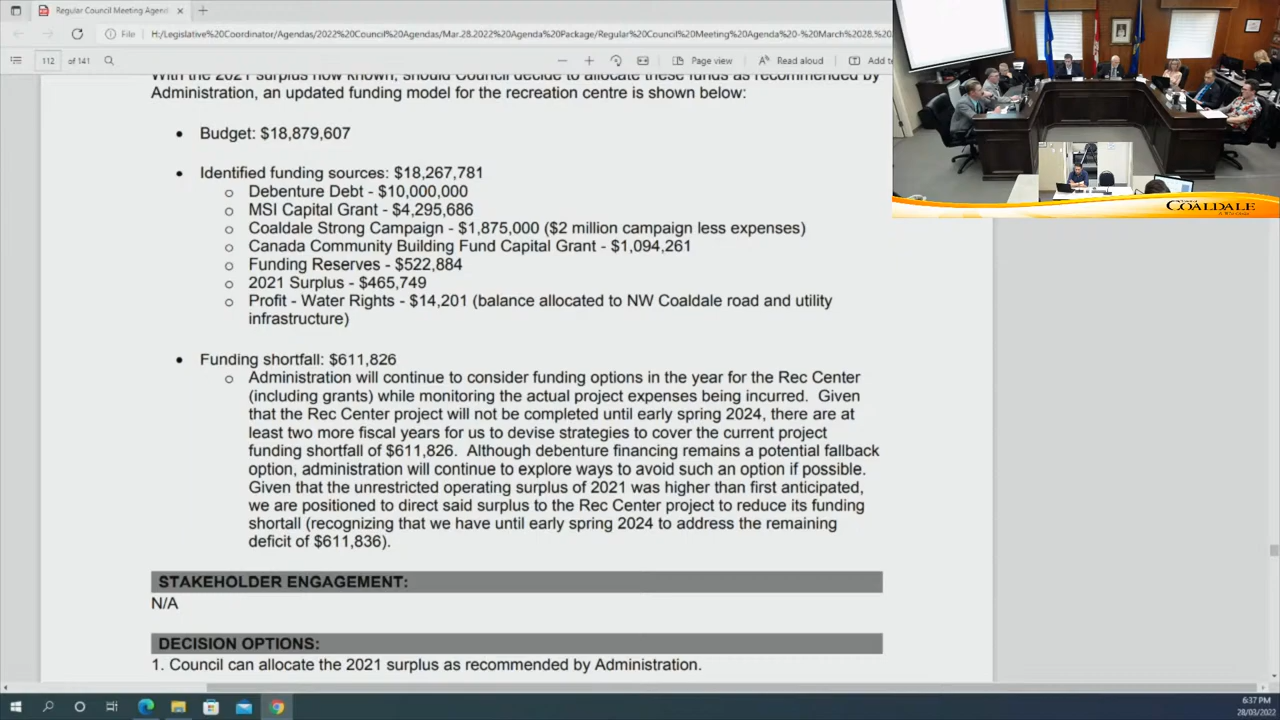 Regular Council Meeting Agend
File
H:/Legislative%20Coordinator/Agendas/2022%20Council%20Agendas/Mar.28.2022%20Agenda%20Package/Regular%20Council%20Meeting%20Agenda%20-%20March%2028.%20
112 of 141
Page view
Read aloud
Add te
With the 2021 surplus now known, should Council decide to allocate these funds as recommended by
Administration, an updated funding model for the recreation centre is shown below:
• Budget: $18,879,607
• Identified funding sources: $18,267,781
o Debenture Debt - $10,000,000
o MSI Capital Grant - $4,295,686
o Coaldale Strong Campaign - $1,875,000 ($2 million campaign less expenses)
o Canada Community Building Fund Capital Grant - $1,094,261
o Funding Reserves - $522,884
o 2021 Surplus - $465,749
o Profit - Water Rights - $14,201 (balance allocated to NW Coaldale road and utility
infrastructure)
• Funding shortfall: $611,826
o Administration will continue to consider funding options in the year for the Rec Center
(including grants) while monitoring the actual project expenses being incurred. Given
that the Rec Center project will not be completed until early spring 2024, there are at
least two more fiscal years for us to devise strategies to cover the current project
funding shortfall of $611,826. Although debenture financing remains a potential fallback
option, administration will continue to explore ways to avoid such an option if possible.
Given that the unrestricted operating surplus of 2021 was higher than first anticipated,
we are positioned to direct said surplus to the Rec Center project to reduce its funding
shortall (recognizing that we have until early spring 2024 to address the remaining
deficit of $611,836).
STAKEHOLDER ENGAGEMENT:
N/A
DECISION OPTIONS:
1. Council can allocate the 2021 surplus as recommended by Administration.
COALDALE
6:37 PM
28/03/2022